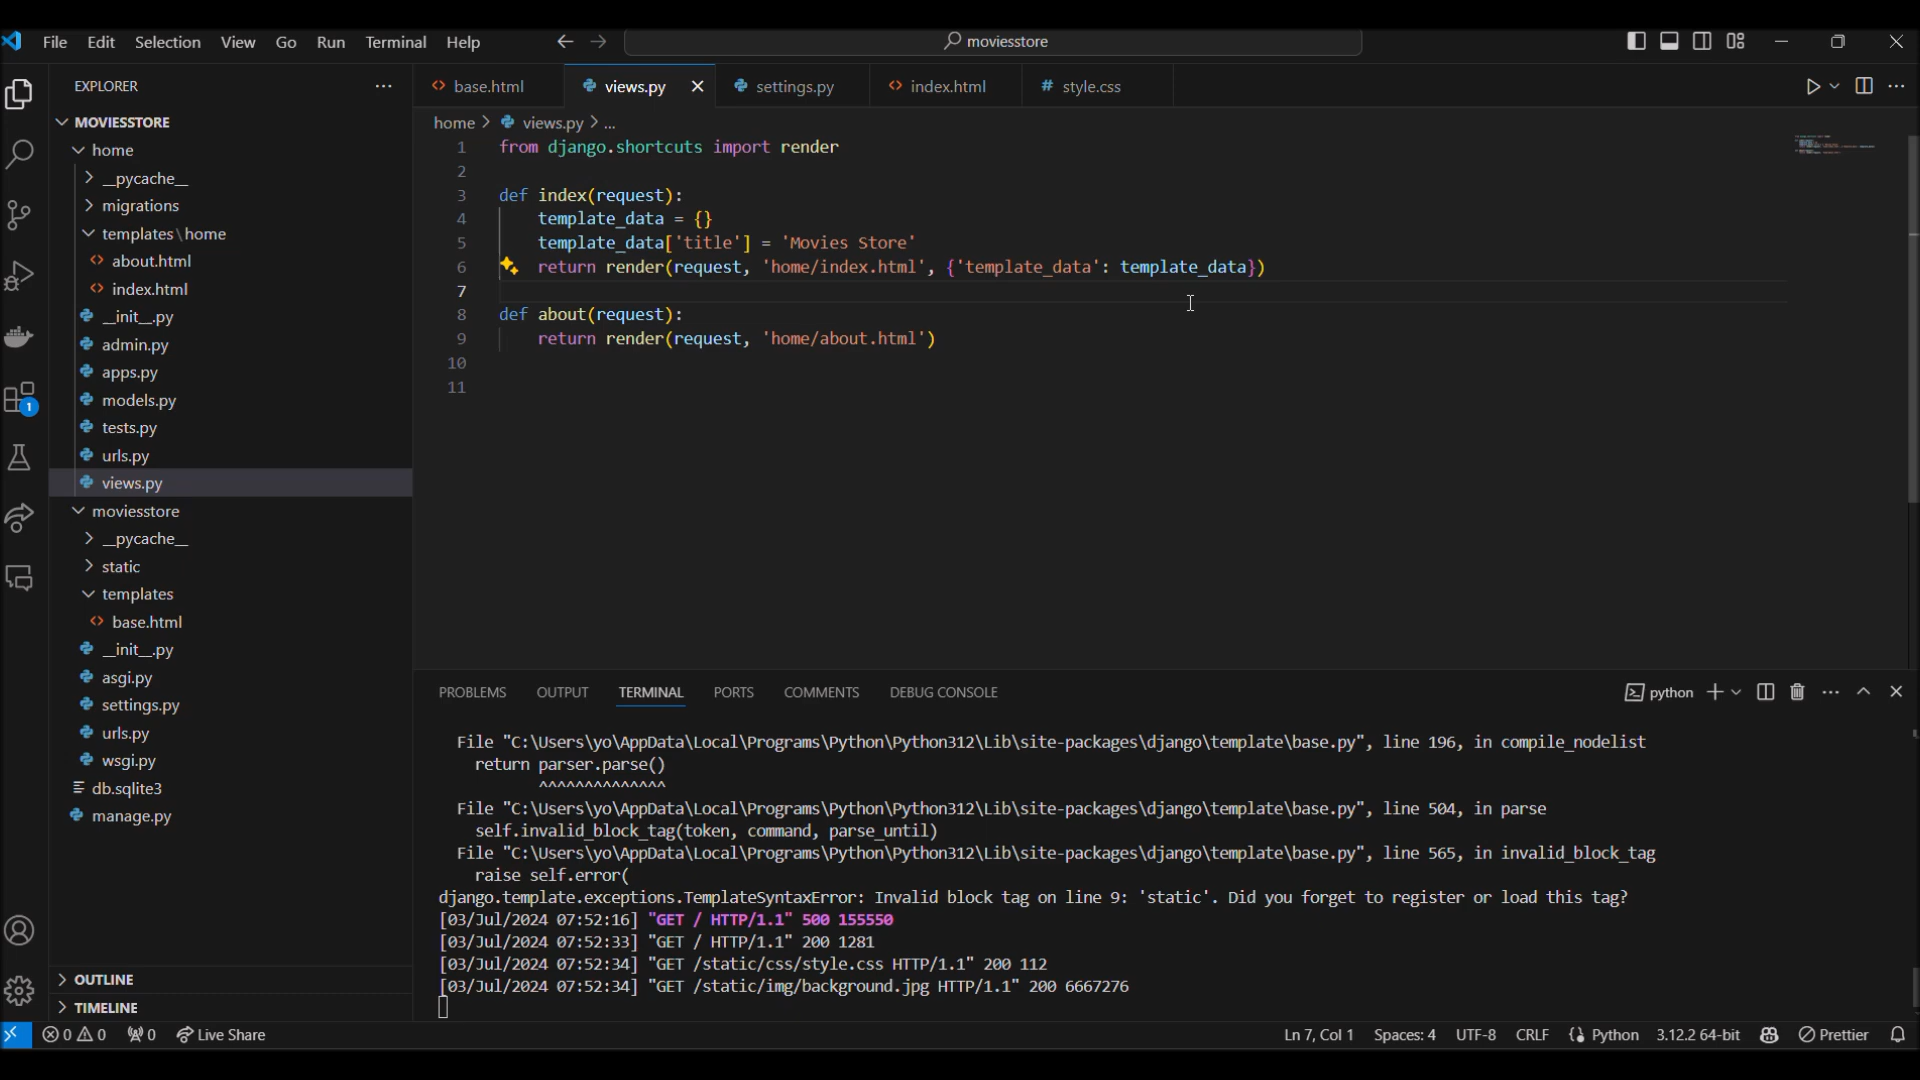 File Edit Selection View Go Run Terminal Help
moviesstore
EXPLORER
MOVIESSTORE
home
__pycache__
migrations
templates\home
about.html
index.html
__init__.py
admin.py
apps.py
models.py
tests.py
urls.py
views.py
moviesstore
__pycache__
static
templates
base.html
__init__.py
asgi.py
settings.py
urls.py
wsgi.py
db.sqlite3
manage.py
OUTLINE
TIMELINE
1
base.html views.py settings.py index.html # style.css
home > views.py > ...
1 from django.shortcuts import render
2
3 def index(request):
4 template_data = {}
5 template_data['title'] = 'Movies Store'
6 return render(request, 'home/index.html', {'template_data': template_data})
7
8 def about(request):
9 return render(request, 'home/about.html')
10
11
PROBLEMS OUTPUT TERMINAL PORTS COMMENTS DEBUG CONSOLE
python
File "C:\Users\yo\AppData\Local\Programs\Python\Python312\Lib\site-packages\django\template\base.py", line 196, in compile_nodelist
return parser.parse()
^^^^^^^^^^^^^^
File "C:\Users\yo\AppData\Local\Programs\Python\Python312\Lib\site-packages\django\template\base.py", line 504, in parse
self.invalid_block_tag(token, command, parse_until)
File "C:\Users\yo\AppData\Local\Programs\Python\Python312\Lib\site-packages\django\template\base.py", line 565, in invalid_block_tag
raise self.error(
django.template.exceptions.TemplateSyntaxError: Invalid block tag on line 9: 'static'. Did you forget to register or load this tag?
[03/Jul/2024 07:52:16] "GET / HTTP/1.1" 500 155550
[03/Jul/2024 07:52:33] "GET / HTTP/1.1" 200 1281
[03/Jul/2024 07:52:34] "GET /static/css/style.css HTTP/1.1" 200 112
[03/Jul/2024 07:52:34] "GET /static/img/background.jpg HTTP/1.1" 200 6667276
0 0 0 Live Share Ln 7, Col 1 Spaces: 4 UTF-8 CRLF Python 3.12.2 64-bit Prettier